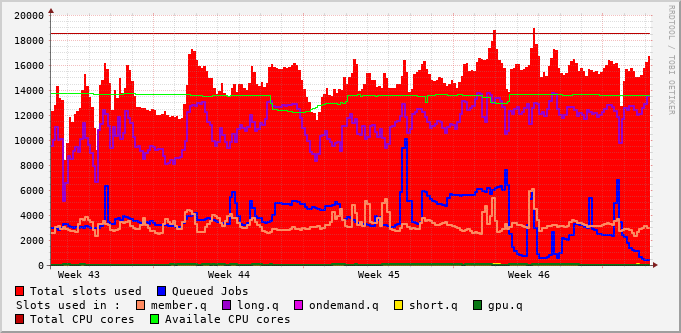 20000
18000
16000
14000
12000
10000
8000
6000
4000
2000
0
Week 43 Week 44 Week 45 Week 46
RRDTOOL / TOBI OETIKER
Total slots used Queued Jobs
Slots used in : member.q long.q ondemand.q short.q gpu.q
Total CPU cores Availale CPU cores